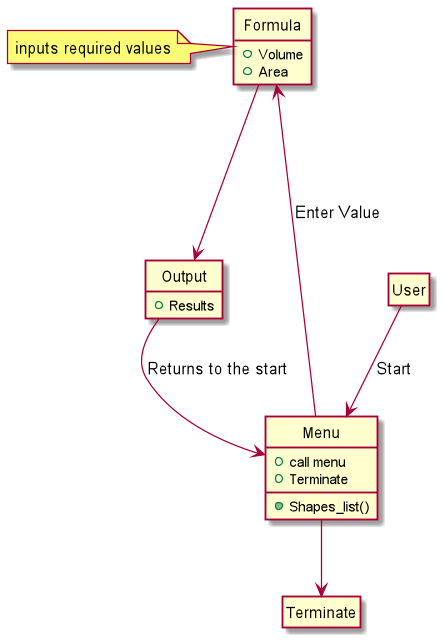 Formula
inputs required values
Volume
Area
Enter Value
Output
Results
User
Returns to the start
Start
Menu
call menu
Terminate
Shapes_list()
Terminate